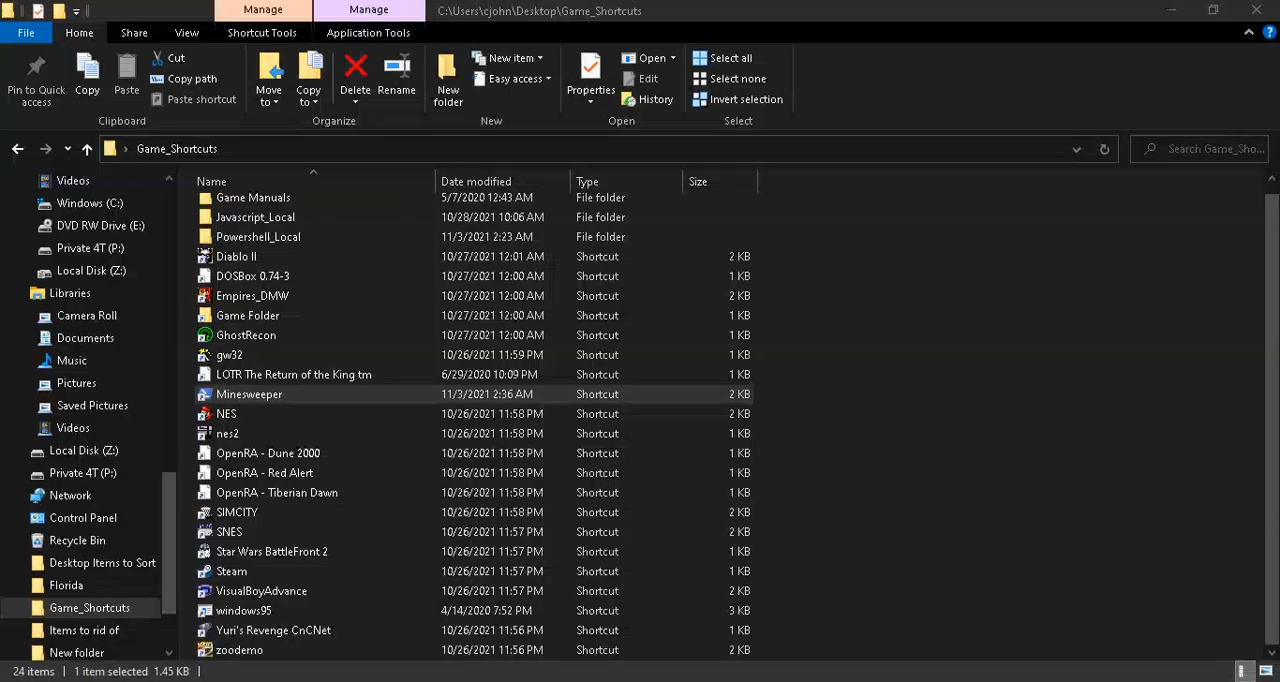 Manage Manage C:\Users\cjohn\Desktop\Game_Shortcuts
File Home Share View Shortcut Tools Application Tools
Pin to Quick access
Copy
Paste
Cut
Copy path
Paste shortcut
Clipboard
Move to
Copy to
Delete
Rename
Organize
New folder
New item
Easy access
New
Properties
Open
Edit
History
Open
Select all
Select none
Invert selection
Select
Game_Shortcuts Search Game_Sho...
Name Date modified Type Size
Videos
Windows (C:)
DVD RW Drive (E:)
Private 4T (P:)
Local Disk (Z:)
Libraries
Camera Roll
Documents
Music
Pictures
Saved Pictures
Videos
Local Disk (Z:)
Private 4T (P:)
Network
Control Panel
Recycle Bin
Desktop Items to Sort
Florida
Game_Shortcuts
Items to rid of
New folder
Game Manuals 5/7/2020 12:43 AM File folder
Javascript_Local 10/28/2021 10:06 AM File folder
Powershell_Local 11/3/2021 2:23 AM File folder
Diablo II 10/27/2021 12:01 AM Shortcut 2 KB
DOSBox 0.74-3 10/27/2021 12:00 AM Shortcut 1 KB
Empires_DMW 10/27/2021 12:00 AM Shortcut 2 KB
Game Folder 10/27/2021 12:00 AM Shortcut 1 KB
GhostRecon 10/27/2021 12:00 AM Shortcut 1 KB
gw32 10/26/2021 11:59 PM Shortcut 1 KB
LOTR The Return of the King tm 6/29/2020 10:09 PM Shortcut 1 KB
Minesweeper 11/3/2021 2:36 AM Shortcut 2 KB
NES 10/26/2021 11:58 PM Shortcut 2 KB
nes2 10/26/2021 11:58 PM Shortcut 1 KB
OpenRA - Dune 2000 10/26/2021 11:58 PM Shortcut 1 KB
OpenRA - Red Alert 10/26/2021 11:58 PM Shortcut 1 KB
OpenRA - Tiberian Dawn 10/26/2021 11:58 PM Shortcut 1 KB
SIMCITY 10/26/2021 11:58 PM Shortcut 2 KB
SNES 10/26/2021 11:57 PM Shortcut 2 KB
Star Wars BattleFront 2 10/26/2021 11:57 PM Shortcut 2 KB
Steam 10/26/2021 11:57 PM Shortcut 1 KB
VisualBoyAdvance 10/26/2021 11:57 PM Shortcut 2 KB
windows95 4/14/2020 7:52 PM Shortcut 3 KB
Yuri's Revenge CnCNet 10/26/2021 11:56 PM Shortcut 1 KB
zoodemo 10/26/2021 11:56 PM Shortcut 2 KB
24 items 1 item selected 1.45 KB